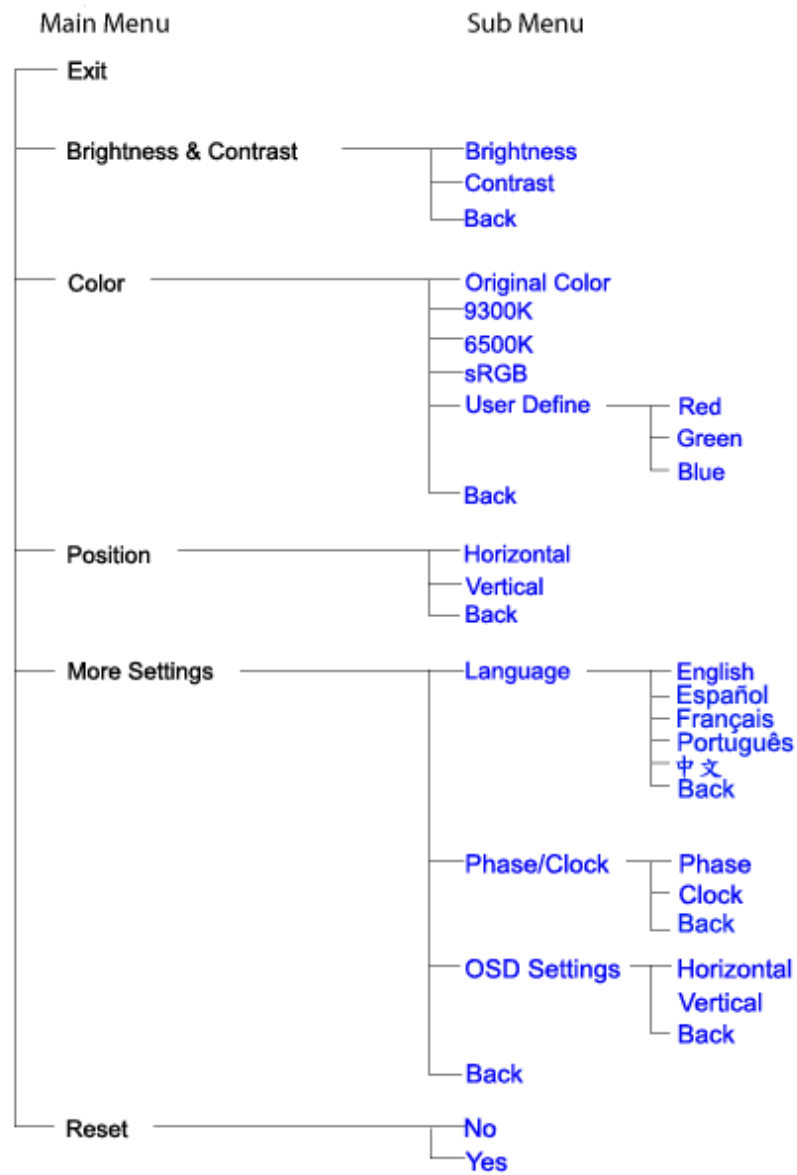 Main Menu Sub Menu
Exit
Brightness & Contrast Brightness
Contrast
Back
Color Original Color
9300K
6500K
sRGB
User Define Red
Green
Blue
Back
Position Horizontal
Vertical
Back
More Settings Language English
Español
Français
Português
中文
Back
Phase/Clock Phase
Clock
Back
OSD Settings Horizontal
Vertical
Back
Back
Reset No
Yes